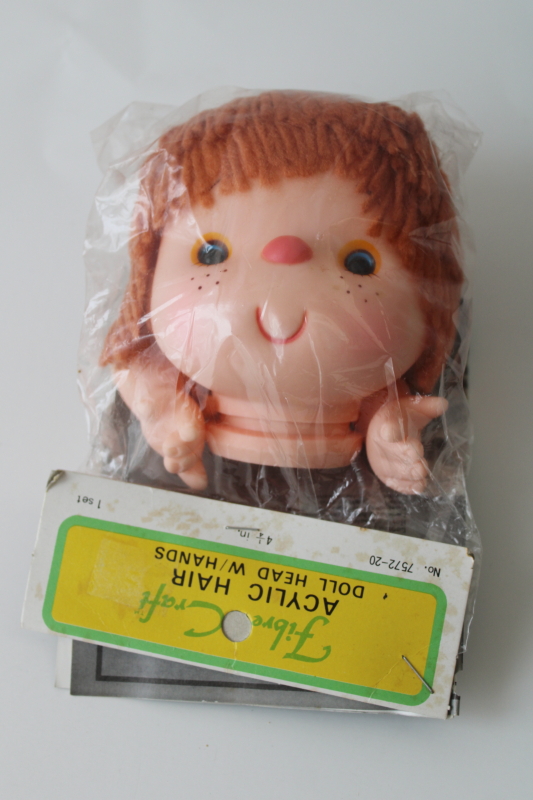 Fibre Craft
ACYLIC HAIR
DOLL HEAD W/HANDS
No. 7572-20
4½ in.
1 set